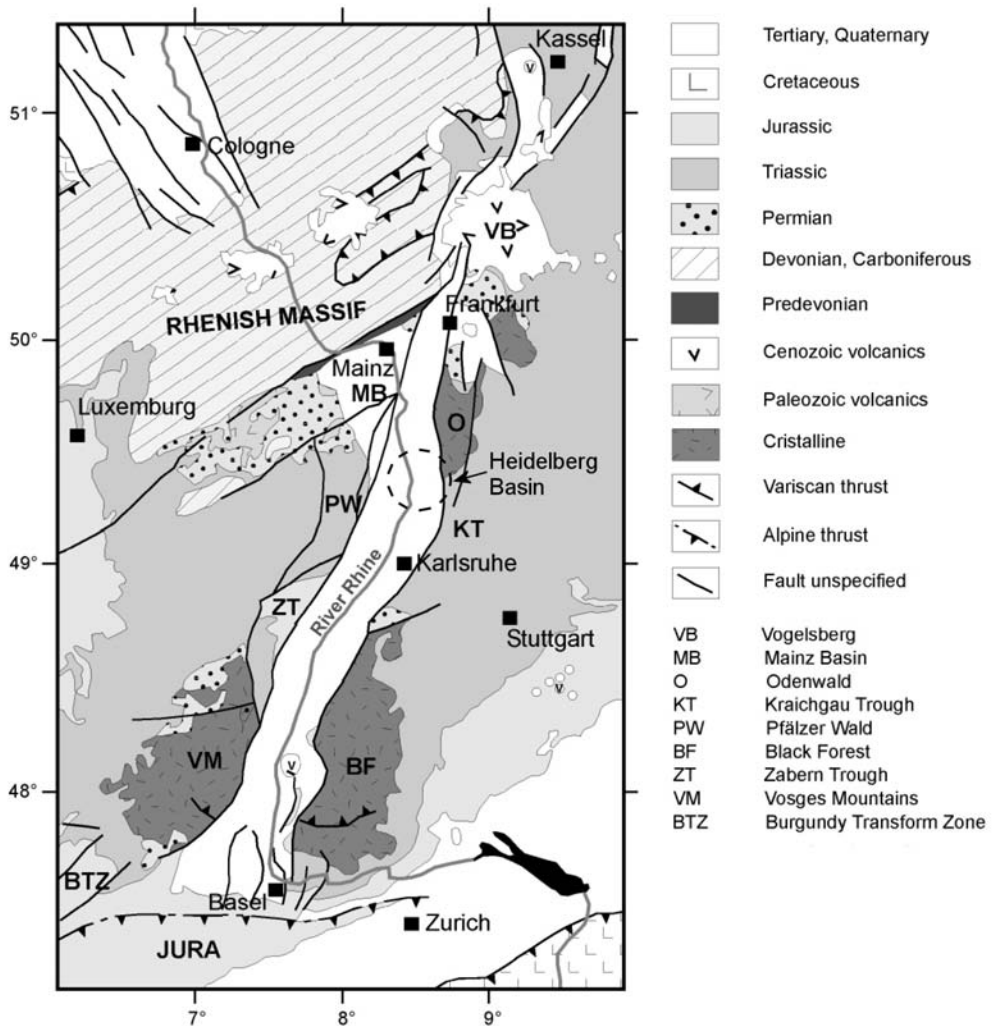 Kassel
51°
Cologne
VB
RHENISH MASSIF
Frankfurt
50°
Mainz
MB
Luxemburg
O
Heidelberg
Basin
PW
KT
49°
Karlsruhe
ZT
River Rhine
Stuttgart
VM
BF
48°
BTZ
Basel
Zurich
JURA
7°
8°
9°
Tertiary, Quaternary
Cretaceous
Jurassic
Triassic
Permian
Devonian, Carboniferous
Predevonian
Cenozoic volcanics
Paleozoic volcanics
Cristalline
Variscan thrust
Alpine thrust
Fault unspecified
VB Vogelsberg
MB Mainz Basin
O Odenwald
KT Kraichgau Trough
PW Pfälzer Wald
BF Black Forest
ZT Zabern Trough
VM Vosges Mountains
BTZ Burgundy Transform Zone